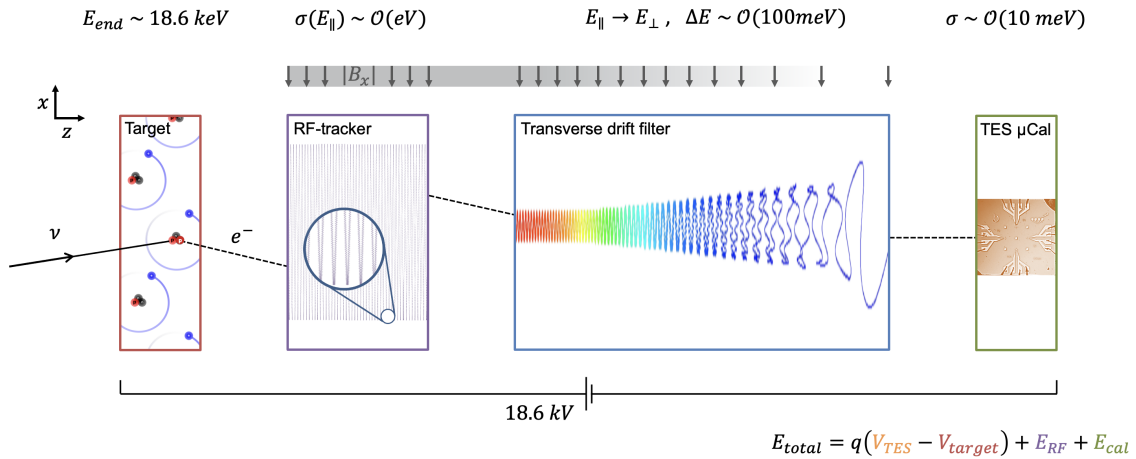 E_end ~ 18.6 keV
σ(E_∥) ~ 𝒪(eV)
E_∥ → E_⊥ , ΔE ~ 𝒪(100meV)
σ ~ 𝒪(10 meV)
|B_x|
x
z
Target
RF-tracker
Transverse drift filter
TES μCal
ν
e⁻
18.6 kV
E_total = q(V_TES − V_target) + E_RF + E_cal